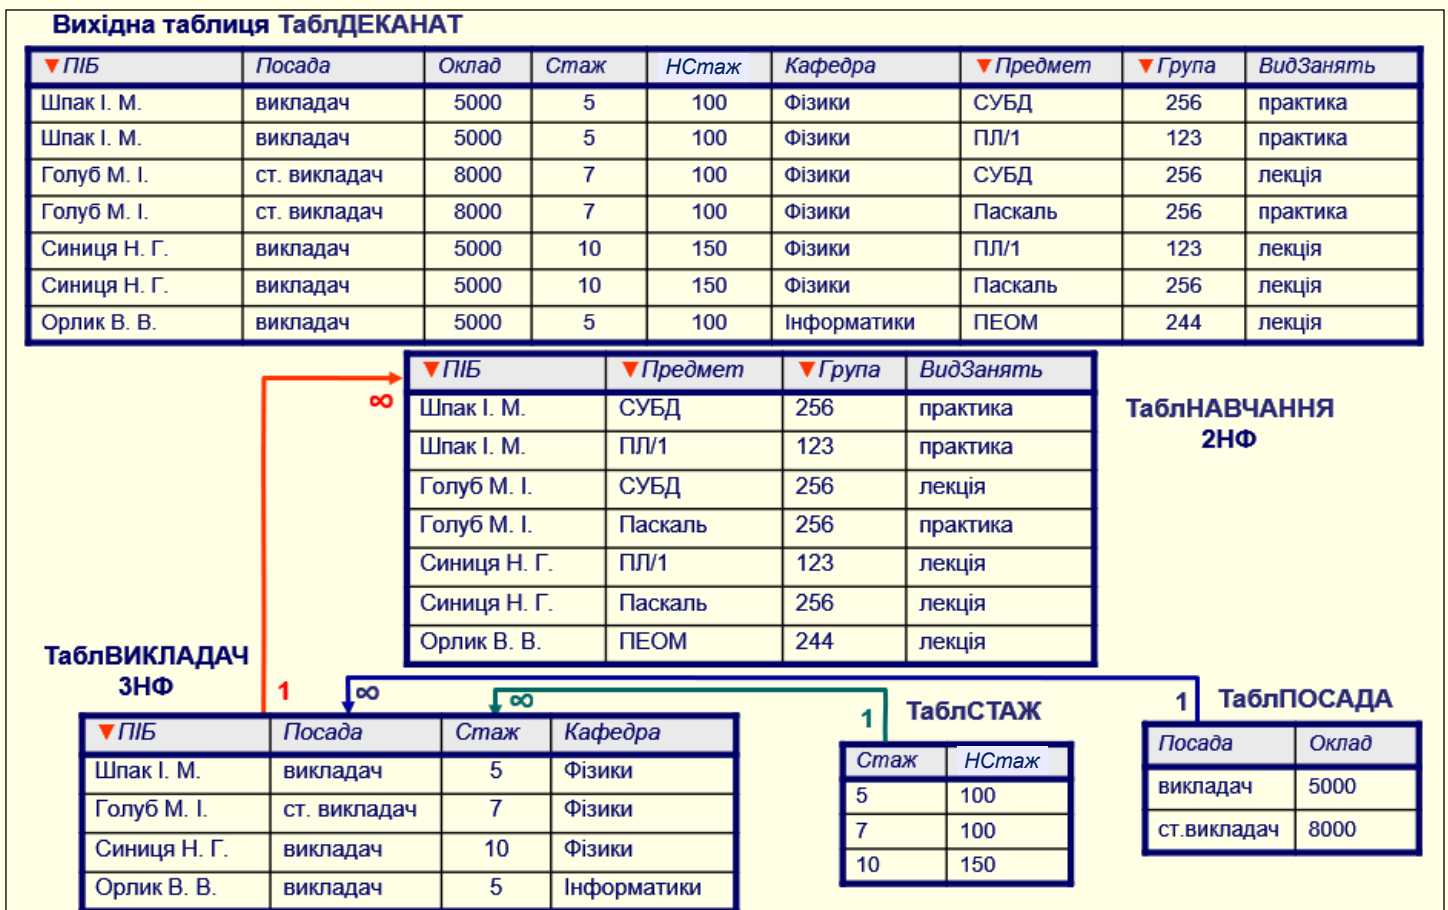 Вихідна таблиця ТаблДЕКАНАТ
▼ПІБ Посада Оклад Стаж НСтаж Кафедра ▼Предмет ▼Група ВидЗанять
Шпак І. М. викладач 5000 5 100 Фізики СУБД 256 практика
Шпак І. М. викладач 5000 5 100 Фізики ПЛ/1 123 практика
Голуб М. І. ст. викладач 8000 7 100 Фізики СУБД 256 лекція
Голуб М. І. ст. викладач 8000 7 100 Фізики Паскаль 256 практика
Синиця Н. Г. викладач 5000 10 150 Фізики ПЛ/1 123 лекція
Синиця Н. Г. викладач 5000 10 150 Фізики Паскаль 256 лекція
Орлик В. В. викладач 5000 5 100 Інформатики ПЕОМ 244 лекція
▼ПІБ ▼Предмет ▼Група ВидЗанять
Шпак І. М. СУБД 256 практика
Шпак І. М. ПЛ/1 123 практика
Голуб М. І. СУБД 256 лекція
Голуб М. І. Паскаль 256 практика
Синиця Н. Г. ПЛ/1 123 лекція
Синиця Н. Г. Паскаль 256 лекція
Орлик В. В. ПЕОМ 244 лекція
∞
ТаблНАВЧАННЯ
2НФ
ТаблВИКЛАДАЧ
3НФ
1 ∞ ∞
▼ПІБ Посада Стаж Кафедра
Шпак І. М. викладач 5 Фізики
Голуб М. І. ст. викладач 7 Фізики
Синиця Н. Г. викладач 10 Фізики
Орлик В. В. викладач 5 Інформатики
1 ТаблСТАЖ
Стаж НСтаж
5 100
7 100
10 150
1 ТаблПОСАДА
Посада Оклад
викладач 5000
ст.викладач 8000